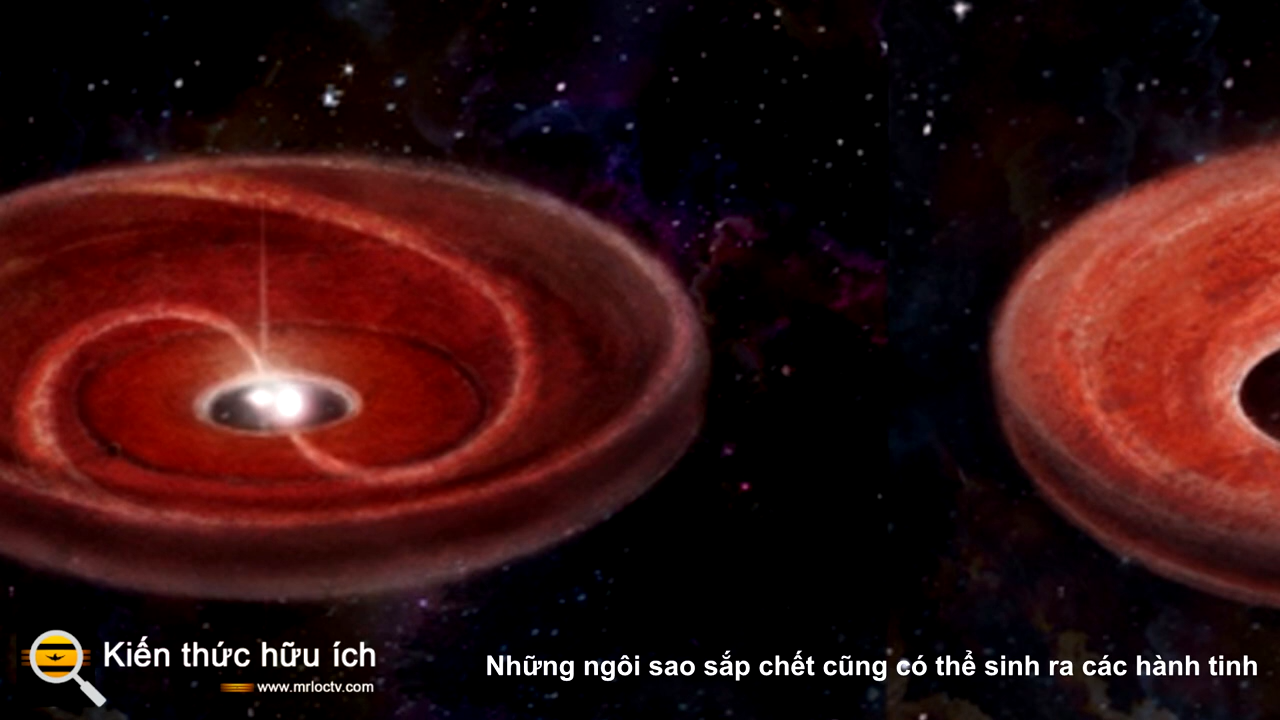 Kiến thức hữu ích
www.mrloctv.com
Những ngôi sao sắp chết cũng có thể sinh ra các hành tinh